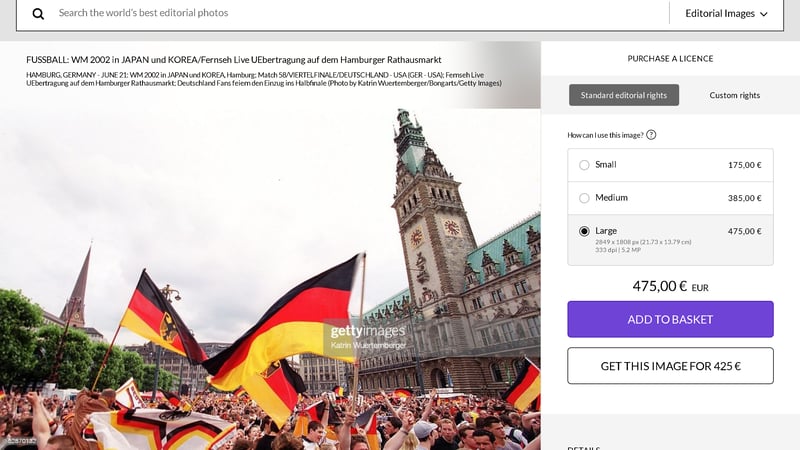 Search the world's best editorial photos
Editorial Images
FUSSBALL: WM 2002 in JAPAN und KOREA/Fernseh Live UEbertragung auf dem Hamburger Rathausmarkt
HAMBURG, GERMANY - JUNE 21: WM 2002 in JAPAN und KOREA, Hamburg; Match 58/VIERTELFINALE/DEUTSCHLAND - USA (GER - USA); Fernseh Live
UEbertragung auf dem Hamburger Rathausmarkt; Deutschland Fans feiern den Einzug ins Halbfinale (Photo by Katrin Wuertemberger/Bongarts/Getty Images)
gettyimages
Katrin Wuertemberger
PURCHASE A LICENCE
Standard editorial rights
Custom rights
How can I use this image? ?
Small 175,00 €
Medium 385,00 €
Large 475,00 €
2849 x 1808 px (21,73 x 13,79 cm)
333 dpi | 5.2 MP
475,00 € EUR
ADD TO BASKET
GET THIS IMAGE FOR 425 €
DETAILS